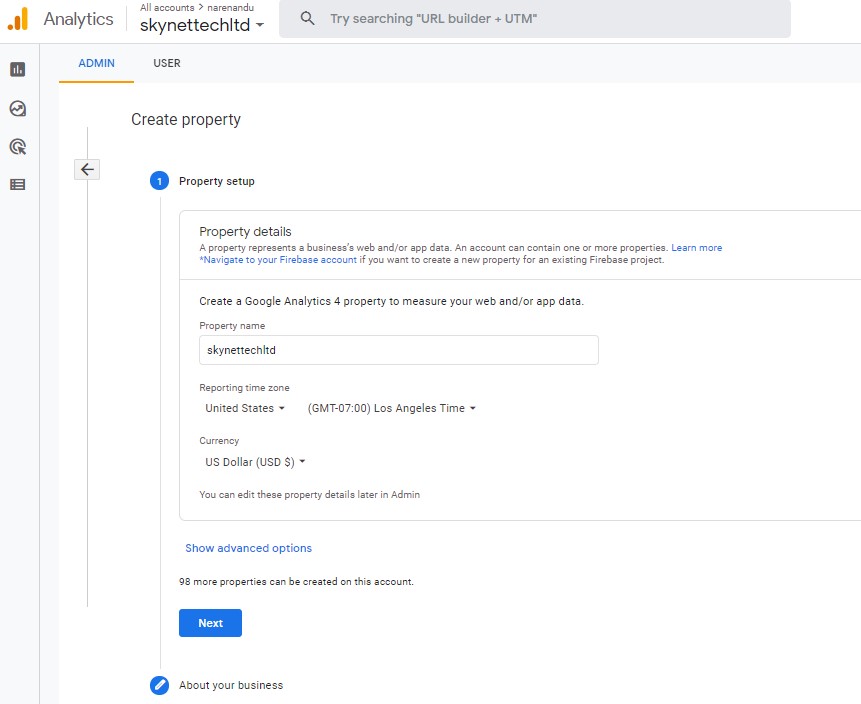 Analytics
All accounts > narenandu
skynettechltd
Try searching "URL builder + UTM"
ADMIN
USER
Create property
1
Property setup
Property details
A property represents a business's web and/or app data. An account can contain one or more properties. Learn more
*Navigate to your Firebase account if you want to create a new property for an existing Firebase project.
Create a Google Analytics 4 property to measure your web and/or app data.
Property name
skynettechltd
Reporting time zone
United States
(GMT-07:00) Los Angeles Time
Currency
US Dollar (USD $)
You can edit these property details later in Admin
Show advanced options
98 more properties can be created on this account.
Next
About your business